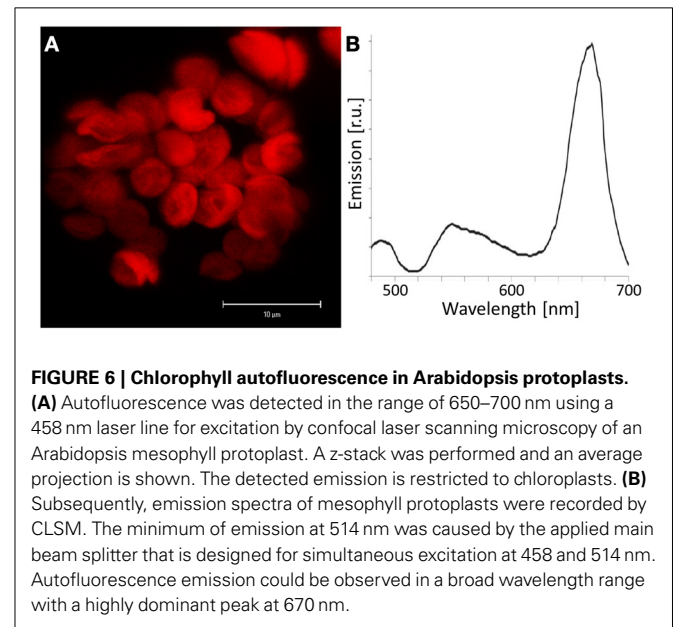 A
B
Emission [r.u.]
10 µm
500 600 700
Wavelength [nm]
FIGURE 6 | Chlorophyll autofluorescence in Arabidopsis protoplasts.
(A) Autofluorescence was detected in the range of 650–700 nm using a
458 nm laser line for excitation by confocal laser scanning microscopy of an
Arabidopsis mesophyll protoplast. A z-stack was performed and an average
projection is shown. The detected emission is restricted to chloroplasts. (B)
Subsequently, emission spectra of mesophyll protoplasts were recorded by
CLSM. The minimum of emission at 514 nm was caused by the applied main
beam splitter that is designed for simultaneous excitation at 458 and 514 nm.
Autofluorescence emission could be observed in a broad wavelength range
with a highly dominant peak at 670 nm.